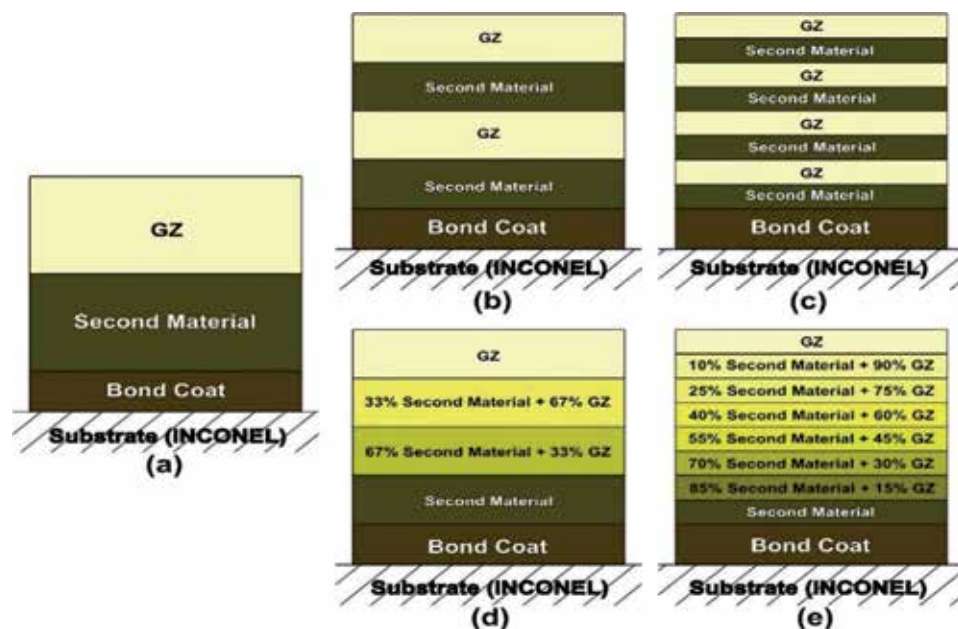 GZ
Second Material
Bond Coat
Substrate (INCONEL)
(a)
GZ
Second Material
GZ
Second Material
Bond Coat
Substrate (INCONEL)
(b)
GZ
Second Material
GZ
Second Material
GZ
Second Material
GZ
Second Material
Bond Coat
Substrate (INCONEL)
(c)
GZ
33% Second Material + 67% GZ
67% Second Material + 33% GZ
Second Material
Bond Coat
Substrate (INCONEL)
(d)
GZ
10% Second Material + 90% GZ
25% Second Material + 75% GZ
40% Second Material + 60% GZ
55% Second Material + 45% GZ
70% Second Material + 30% GZ
85% Second Material + 15% GZ
Second Material
Bond Coat
Substrate (INCONEL)
(e)